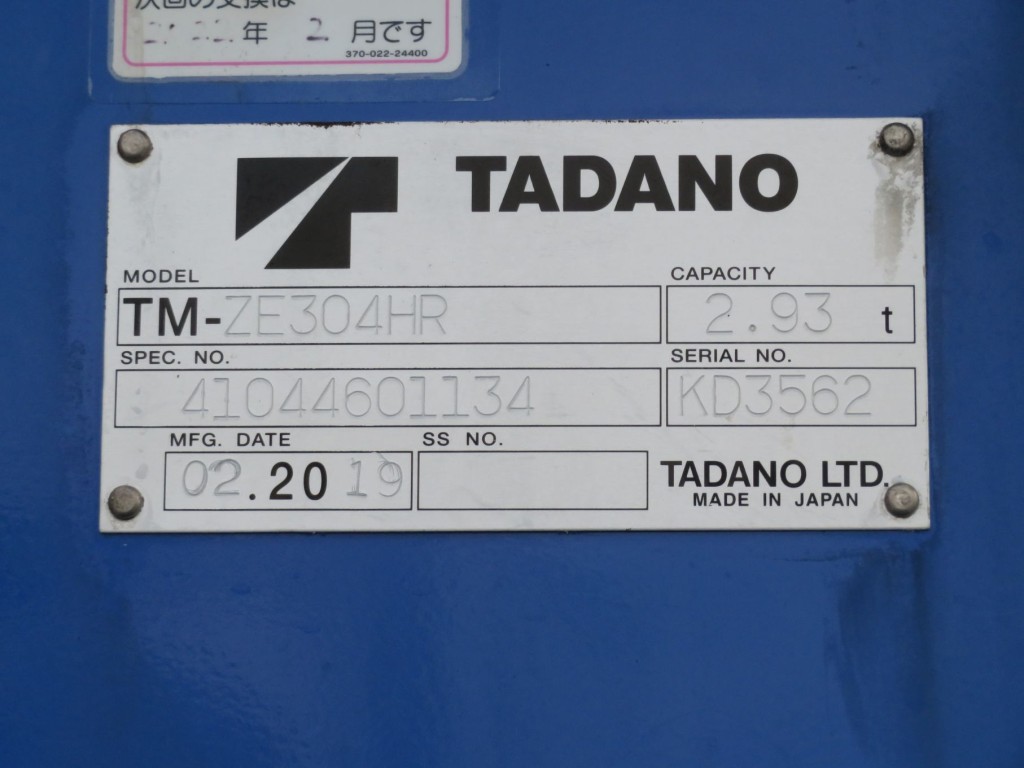 次回の交換は
年 2 月です
370-022-24400
TADANO
MODEL
TM-ZE304HR
CAPACITY
2.93 t
SPEC. NO.
41044601134
SERIAL NO.
KD3562
MFG. DATE
02.2019
SS NO.
TADANO LTD.
MADE IN JAPAN